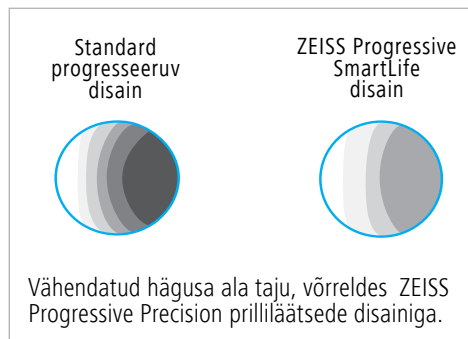 Standard
progresseeruv
disain
ZEISS Progressive
SmartLife
disain
Vähendatud hägusa ala taju, võrreldes ZEISS
Progressive Precision prilliläätsede disainiga.